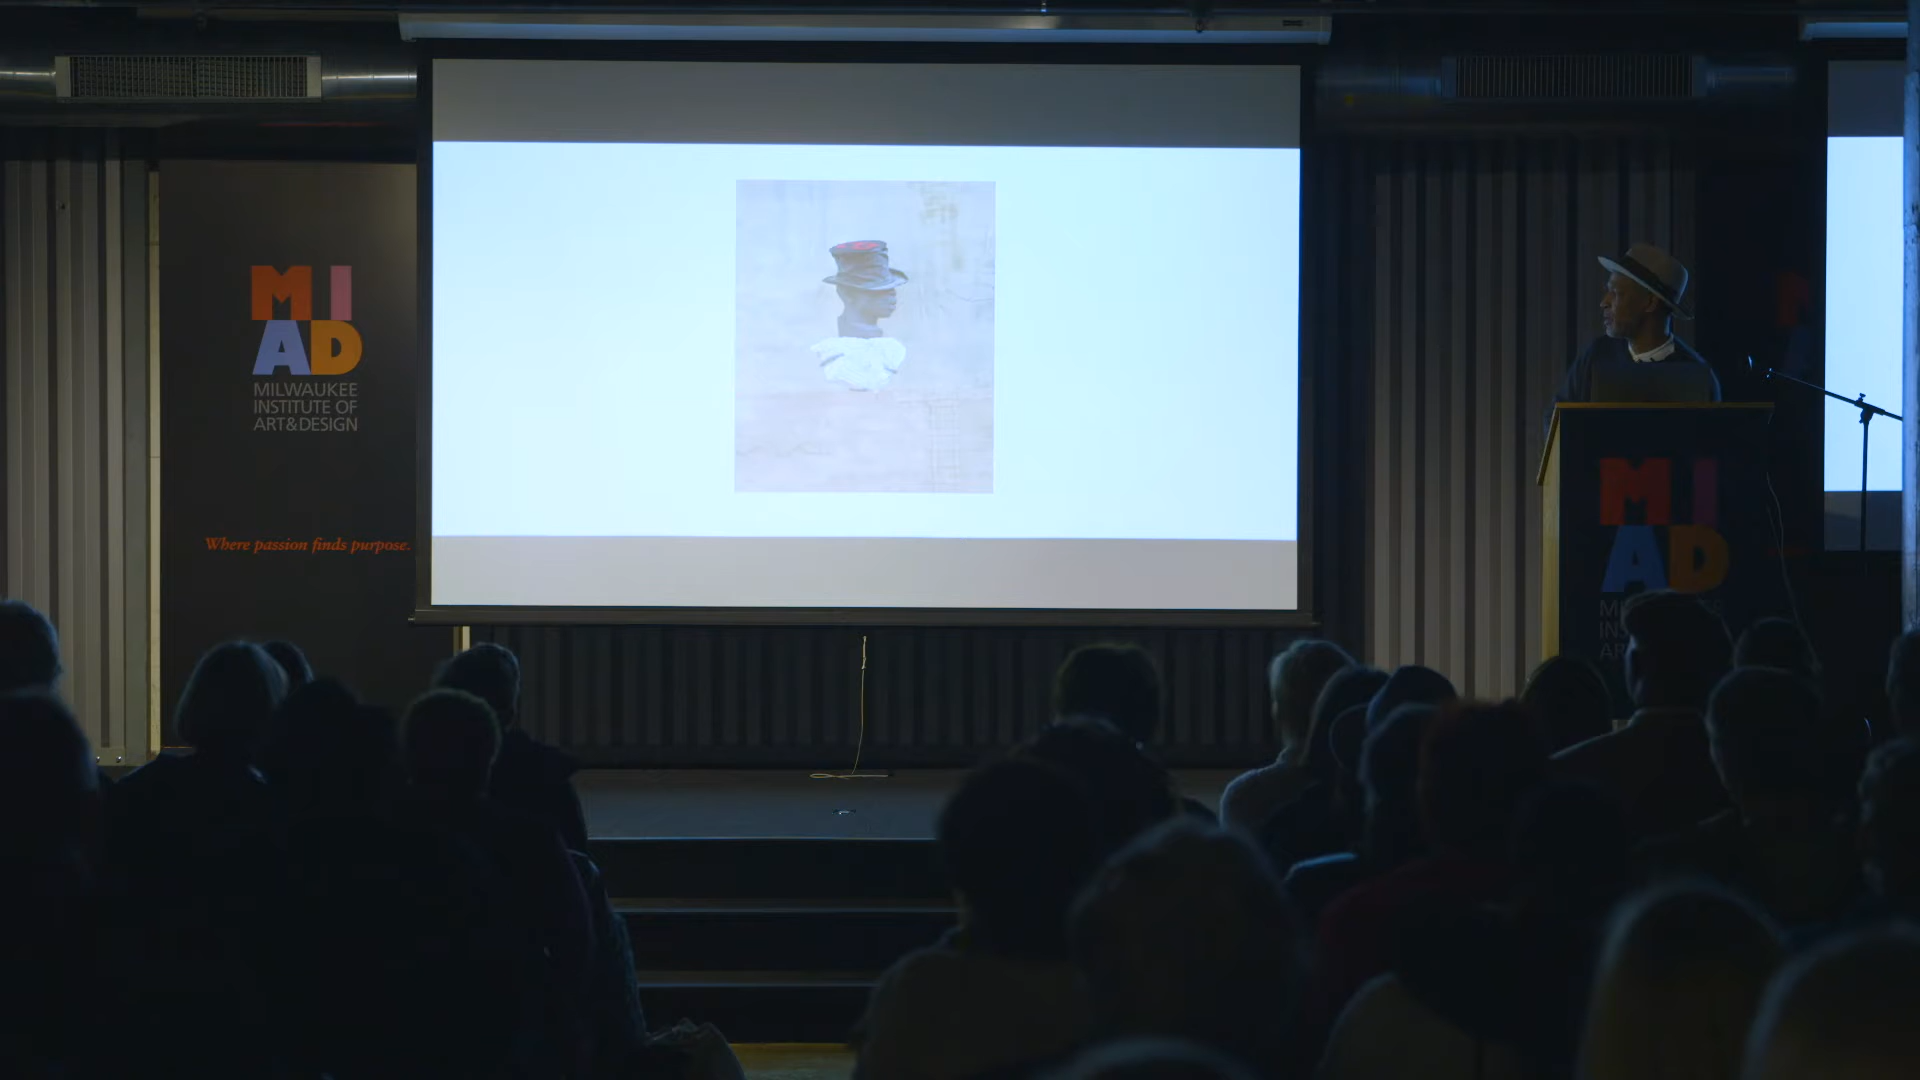 MI
AD
MILWAUKEE
INSTITUTE OF
ART&DESIGN
Where passion finds purpose.
MI
AD